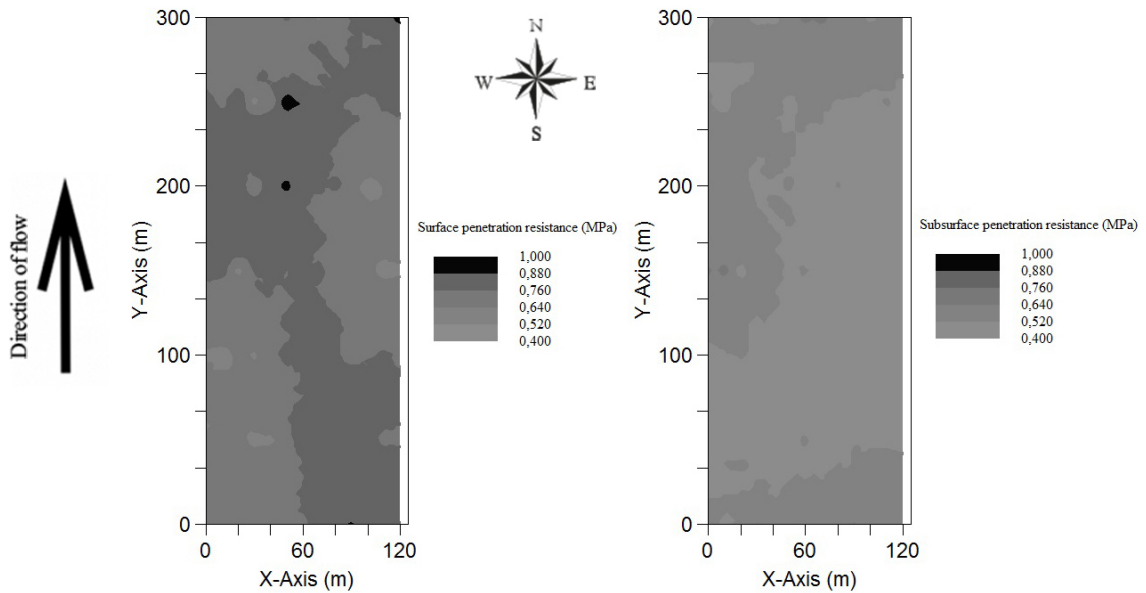 300
200
100
0
0
60
120
Y-Axis (m)
X-Axis (m)
Direction of flow
N
W
E
S
Surface penetration resistance (MPa)
1,000
0,880
0,760
0,640
0,520
0,400
300
200
100
0
0
60
120
Y-Axis (m)
X-Axis (m)
Subsurface penetration resistance (MPa)
1,000
0,880
0,760
0,640
0,520
0,400